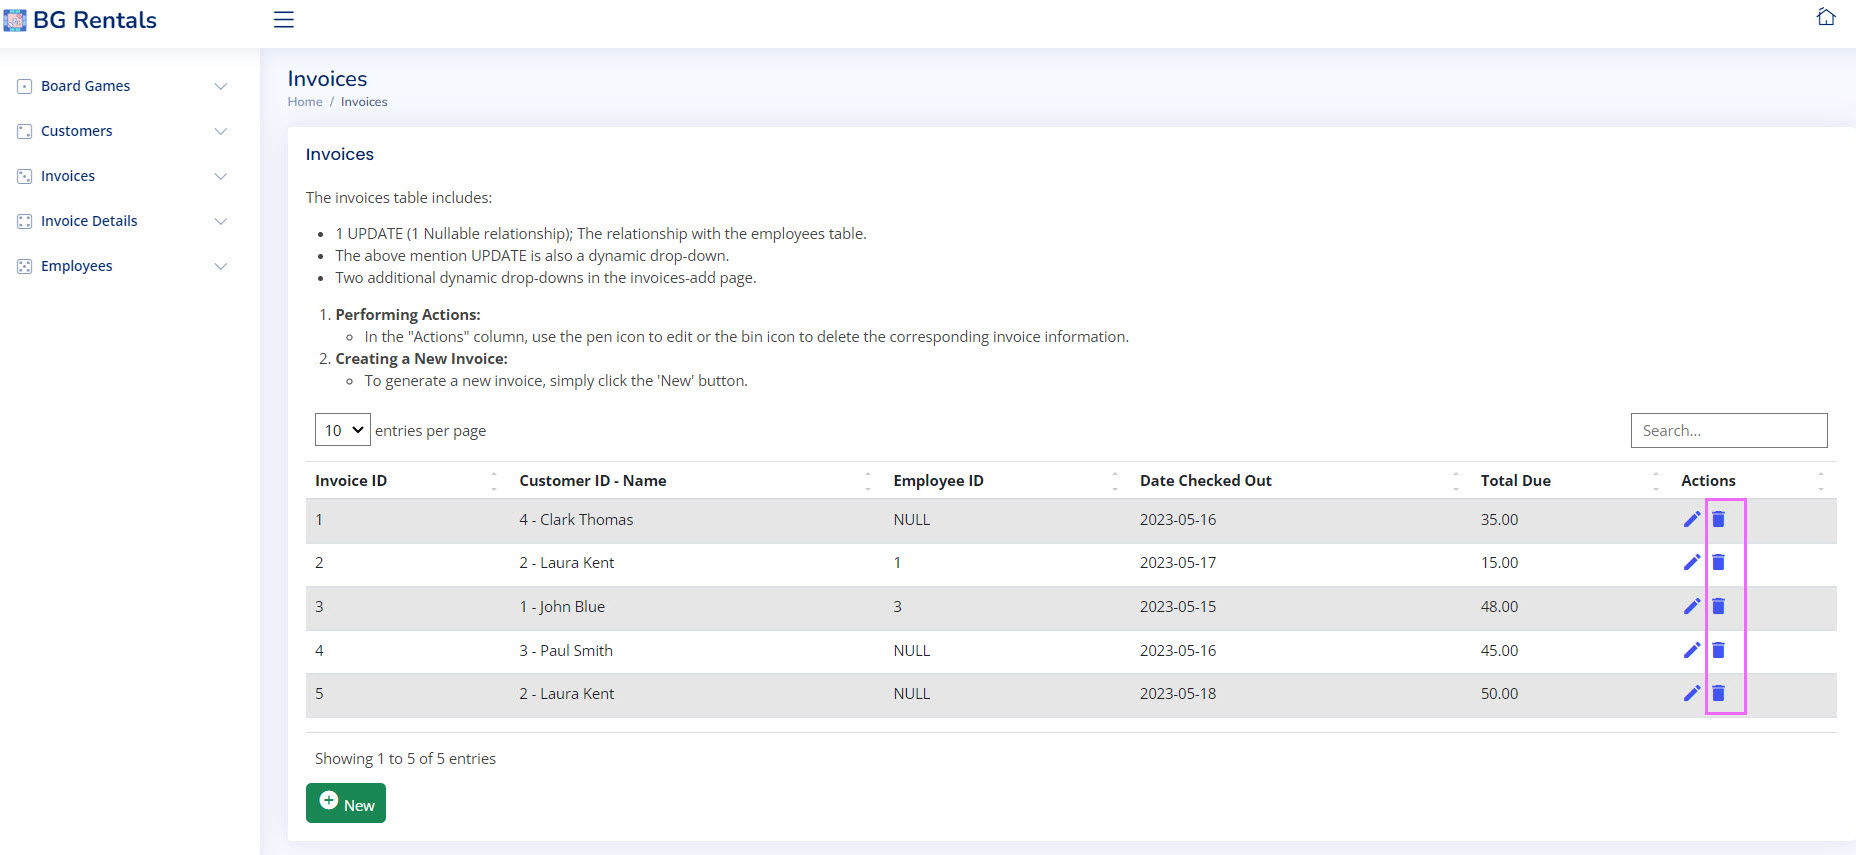 BG Rentals
Board Games
Customers
Invoices
Invoice Details
Employees
Invoices
Home / Invoices
Invoices
The invoices table includes:
• 1 UPDATE (1 Nullable relationship); The relationship with the employees table.
• The above mention UPDATE is also a dynamic drop-down.
• Two additional dynamic drop-downs in the invoices-add page.
1. Performing Actions:
◦ In the "Actions" column, use the pen icon to edit or the bin icon to delete the corresponding invoice information.
2. Creating a New Invoice:
◦ To generate a new invoice, simply click the 'New' button.
10 entries per page Search...
Invoice ID Customer ID - Name Employee ID Date Checked Out Total Due Actions
1 4 - Clark Thomas NULL 2023-05-16 35.00
2 2 - Laura Kent 1 2023-05-17 15.00
3 1 - John Blue 3 2023-05-15 48.00
4 3 - Paul Smith NULL 2023-05-16 45.00
5 2 - Laura Kent NULL 2023-05-18 50.00
Showing 1 to 5 of 5 entries
New